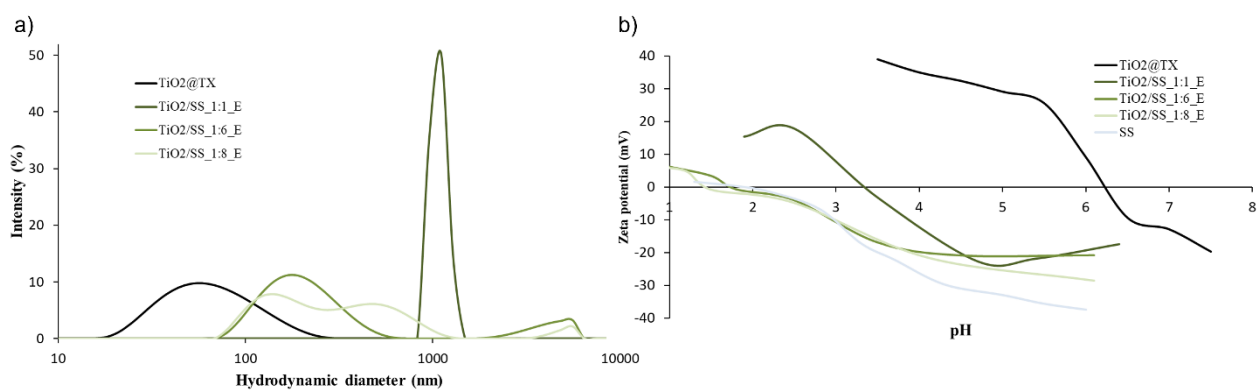 a)
50
40
30
20
10
0
Intensity (%)
TiO2@TX
TiO2/SS_1:1_E
TiO2/SS_1:6_E
TiO2/SS_1:8_E
10 100 1000 10000
Hydrodynamic diameter (nm)
b)
40
30
20
10
0
-10
-20
-30
-40
Zeta potential (mV)
TiO2@TX
TiO2/SS_1:1_E
TiO2/SS_1:6_E
TiO2/SS_1:8_E
SS
1 2 3 4 5 6 7 8
pH